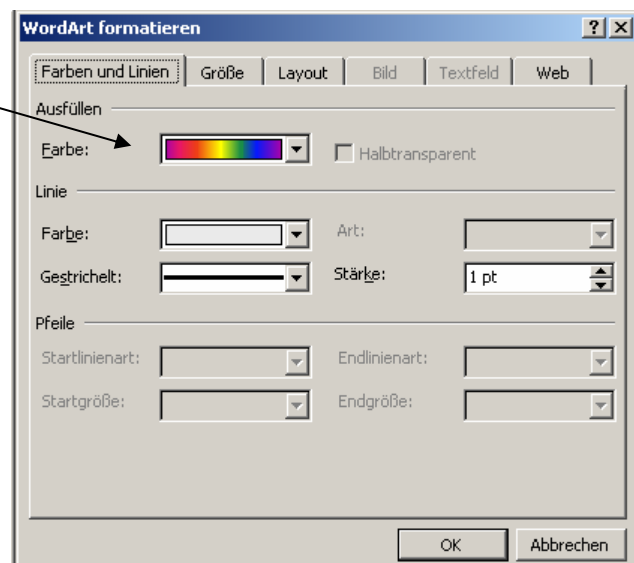 WordArt formatieren
Farben und Linien Größe Layout Bild Textfeld Web
Ausfüllen
Farbe: Halbtransparent
Linie
Farbe: Art:
Gestrichelt: Stärke: 1 pt
Pfeile
Startlinienart: Endlinienart:
Startgröße: Endgröße:
OK Abbrechen